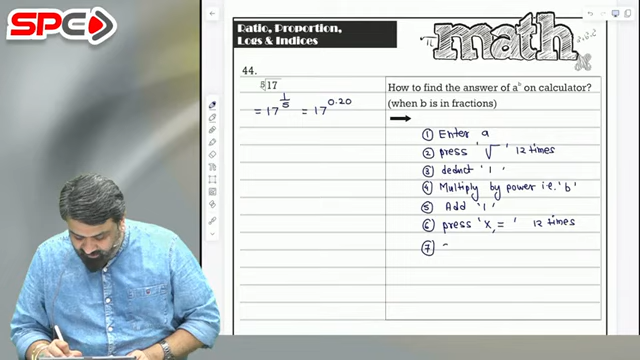 SPC
Ratio, Proportion,
Logs & Indices
math
44.
⁵√17
= 17^(1/5) = 17^0.20
How to find the answer of aᵇ on calculator?
(when b is in fractions)
① Enter a
② press '√' 12 times
③ deduct '1'
④ Multiply by power i.e. 'b'
⑤ Add '1'
⑥ press 'X, =' 12 times
⑦